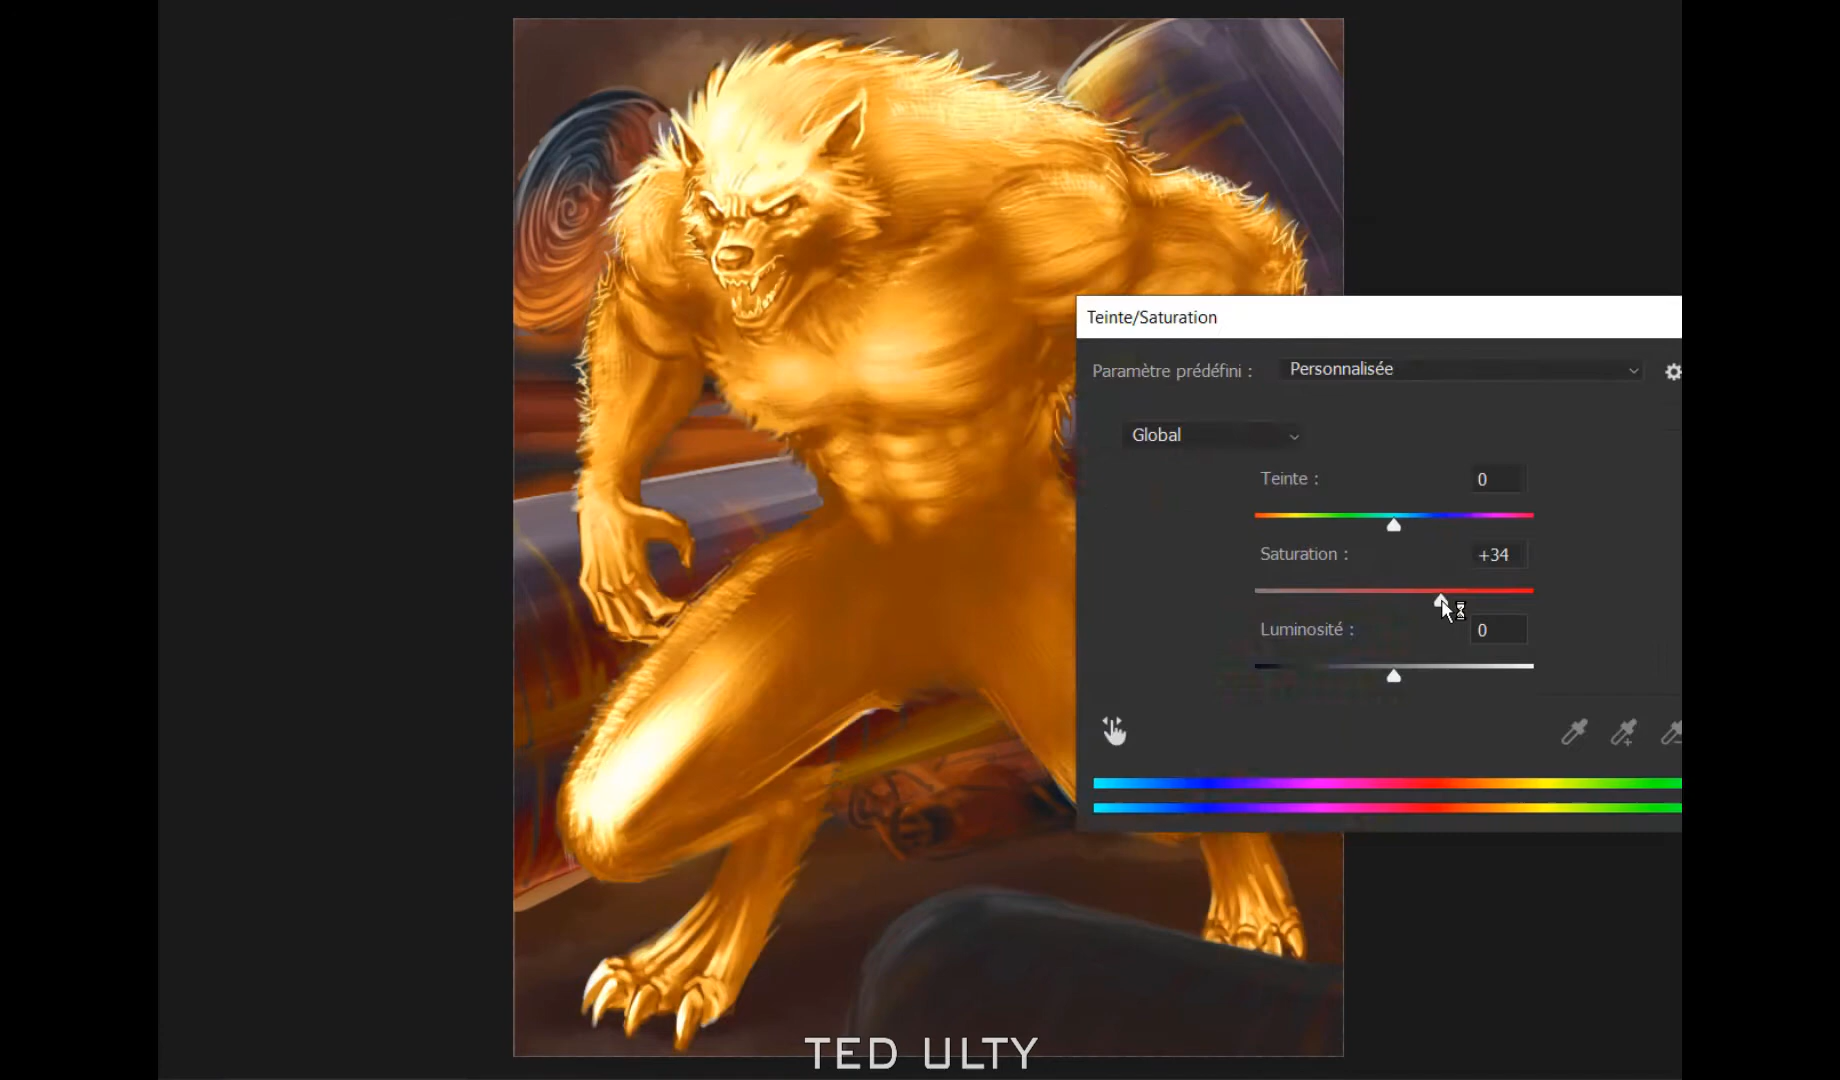 Teinte/Saturation
Paramètre prédéfini : Personnalisée
Global
Teinte : 0
Saturation : +34
Luminosité : 0
TED ULTY